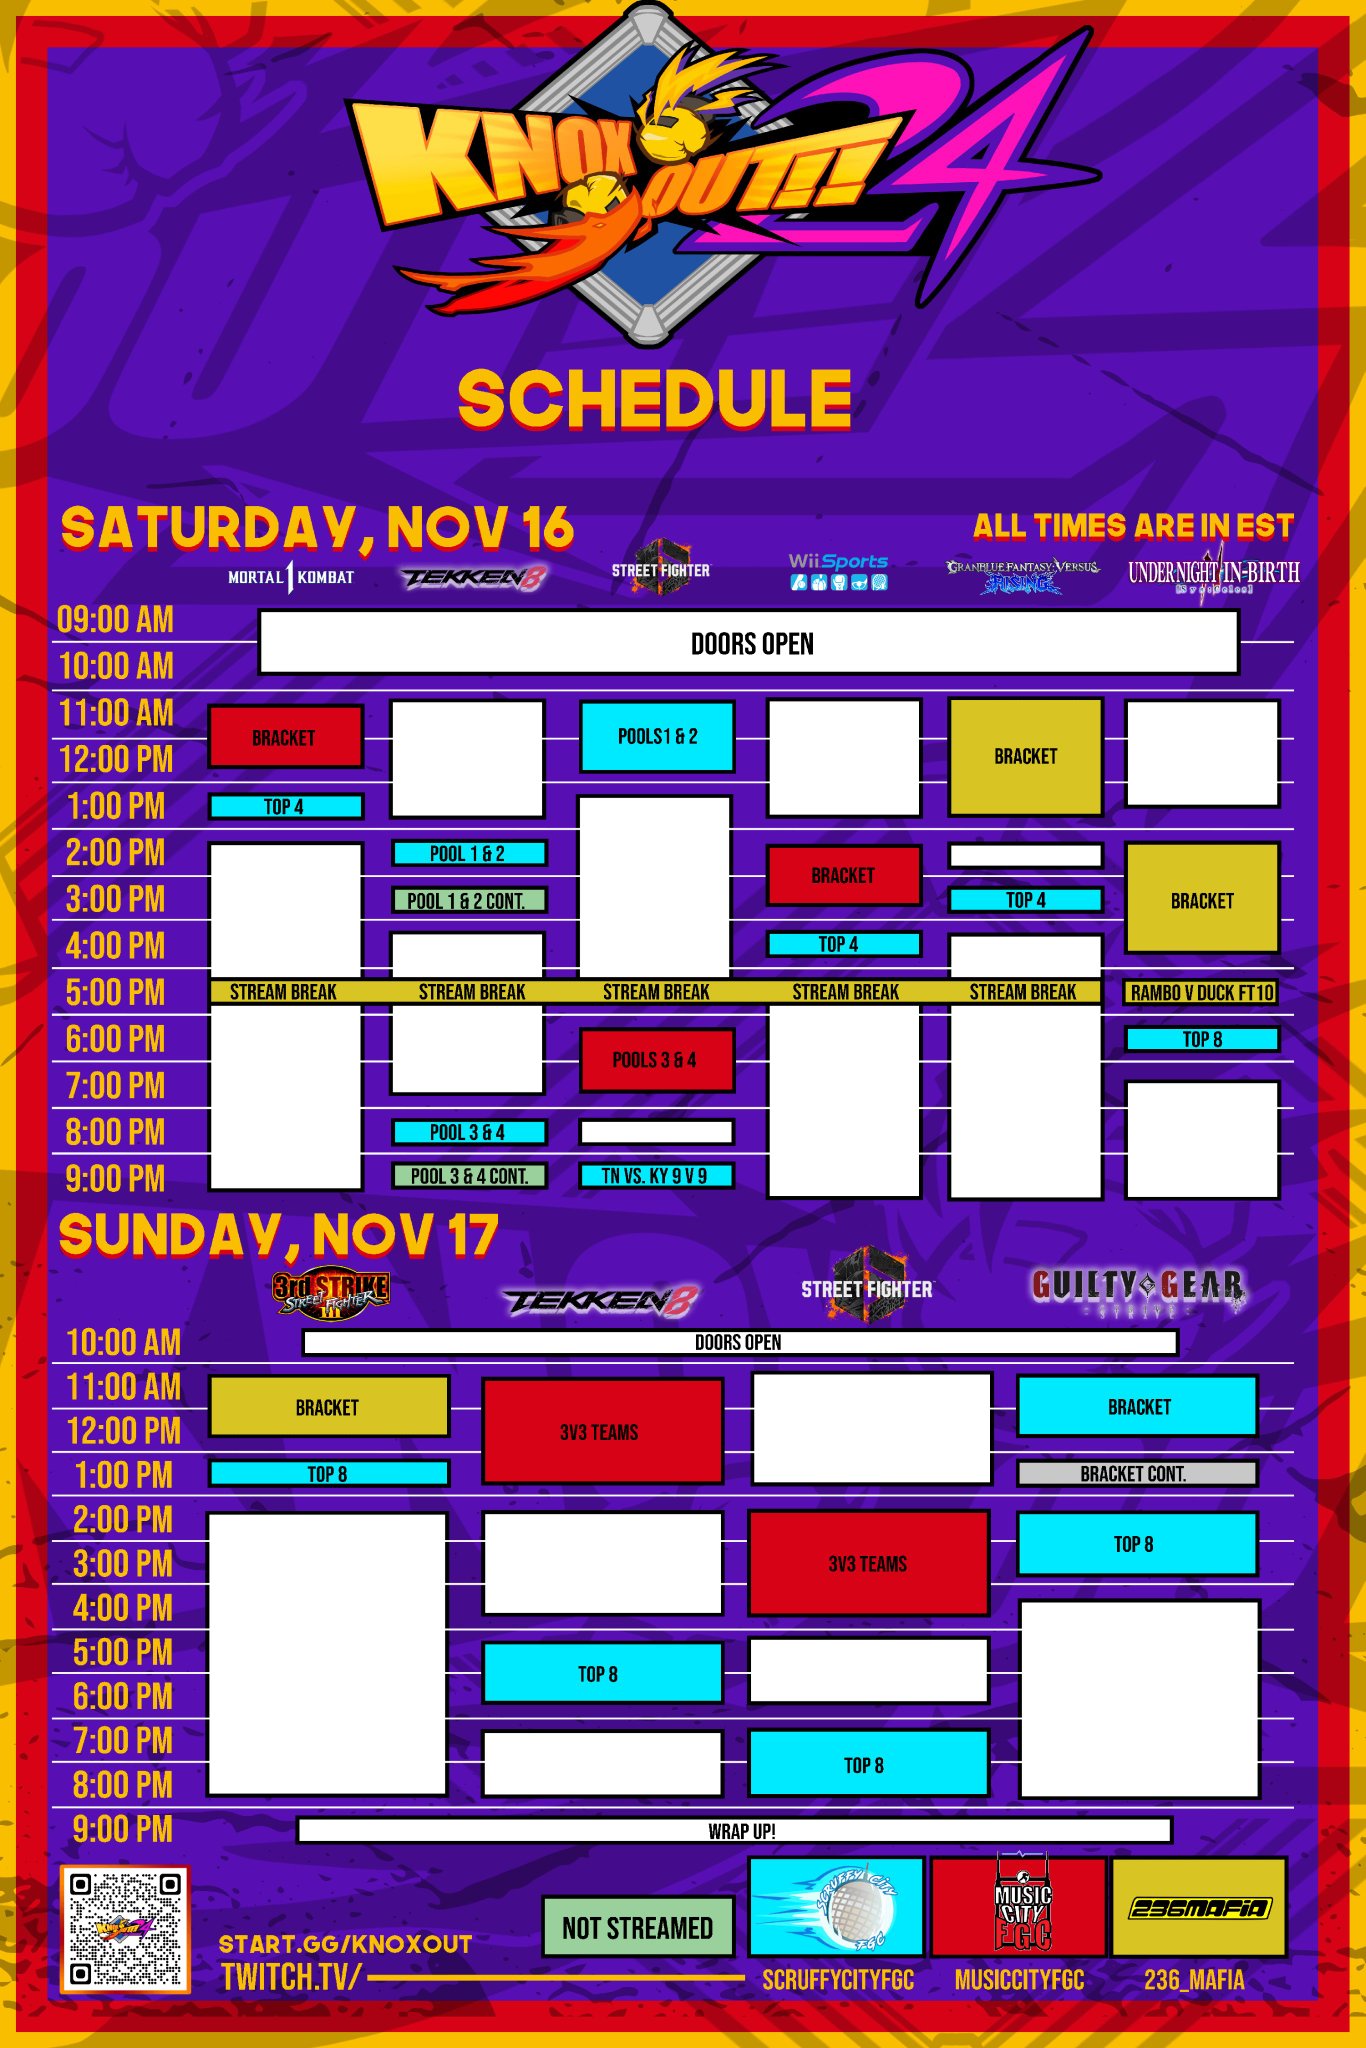 KNOX OUT!!! 24
SCHEDULE
SATURDAY, NOV 16
ALL TIMES ARE IN EST
MORTAL KOMBAT 1
TEKKEN 8
STREET FIGHTER 6
Wii Sports
GRANBLUE FANTASY: VERSUS
RISING
UNDER NIGHT IN-BIRTH
[Sys:Celes]
09:00 AM
DOORS OPEN
10:00 AM
11:00 AM
BRACKET
POOLS 1 & 2
BRACKET
12:00 PM
1:00 PM
TOP 4
2:00 PM
POOL 1 & 2
BRACKET
3:00 PM
POOL 1 & 2 CONT.
TOP 4
BRACKET
4:00 PM
TOP 4
5:00 PM
STREAM BREAK
STREAM BREAK
STREAM BREAK
STREAM BREAK
STREAM BREAK
RAMBO V DUCK FT10
6:00 PM
POOLS 3 & 4
TOP 8
7:00 PM
8:00 PM
POOL 3 & 4
9:00 PM
POOL 3 & 4 CONT.
TN VS. KY 9 V 9
SUNDAY, NOV 17
3rd STRIKE
STREET FIGHTER III
TEKKEN 8
STREET FIGHTER 6
GUILTY GEAR
STRIVE
10:00 AM
DOORS OPEN
11:00 AM
BRACKET
3V3 TEAMS
BRACKET
12:00 PM
1:00 PM
TOP 8
BRACKET CONT.
2:00 PM
3V3 TEAMS
TOP 8
3:00 PM
4:00 PM
5:00 PM
TOP 8
6:00 PM
7:00 PM
TOP 8
8:00 PM
9:00 PM
WRAP UP!
START.GG/KNOXOUT
TWITCH.TV/
NOT STREAMED
SCRUFFY CITY
FGC
MUSIC
CITY
FGC
236MAFIA
SCRUFFYCITYFGC
MUSICCITYFGC
236_MAFIA